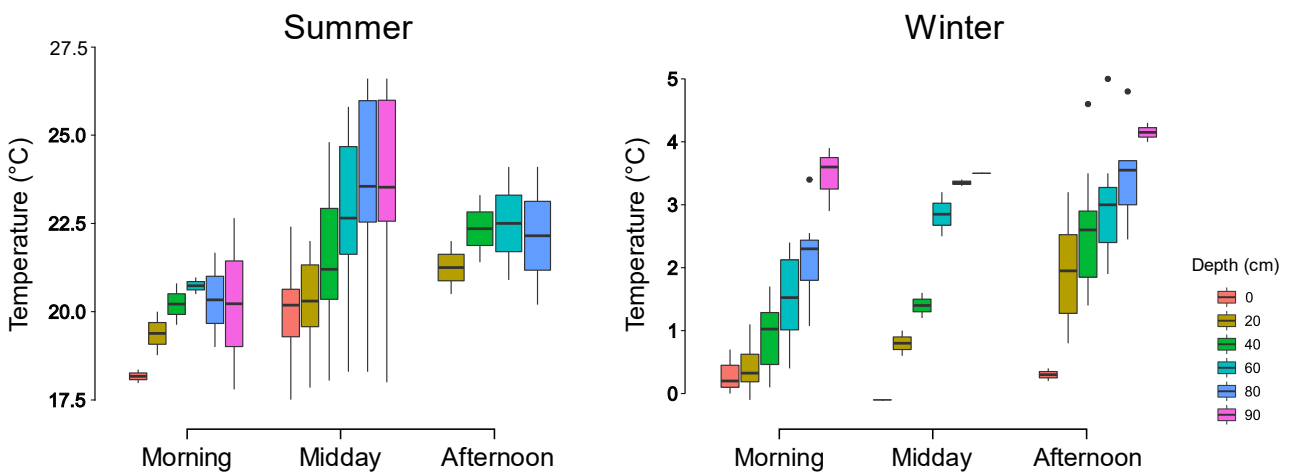 Summer
Winter
Temperature (°C)
27.5
25.0
22.5
20.0
17.5
Morning
Midday
Afternoon
Temperature (°C)
5
4
3
2
1
0
Morning
Midday
Afternoon
Depth (cm)
0
20
40
60
80
90